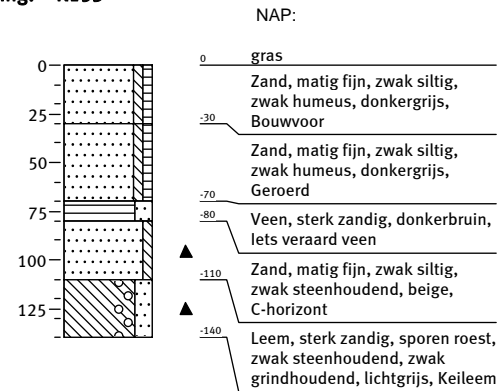 NAP:
0 gras
0
Zand, matig fijn, zwak siltig,
zwak humeus, donkergrijs,
Bouwvoor
25
-30
50
Zand, matig fijn, zwak siltig,
zwak humeus, donkergrijs,
Geroerd
-70
75
-80
Veen, sterk zandig, donkerbruin,
Iets veraard veen
100
-110
Zand, matig fijn, zwak siltig,
zwak steenhoudend, beige,
C-horizont
125
-140
Leem, sterk zandig, sporen roest,
zwak steenhoudend, zwak
grindhoudend, lichtgrijs, Keileem